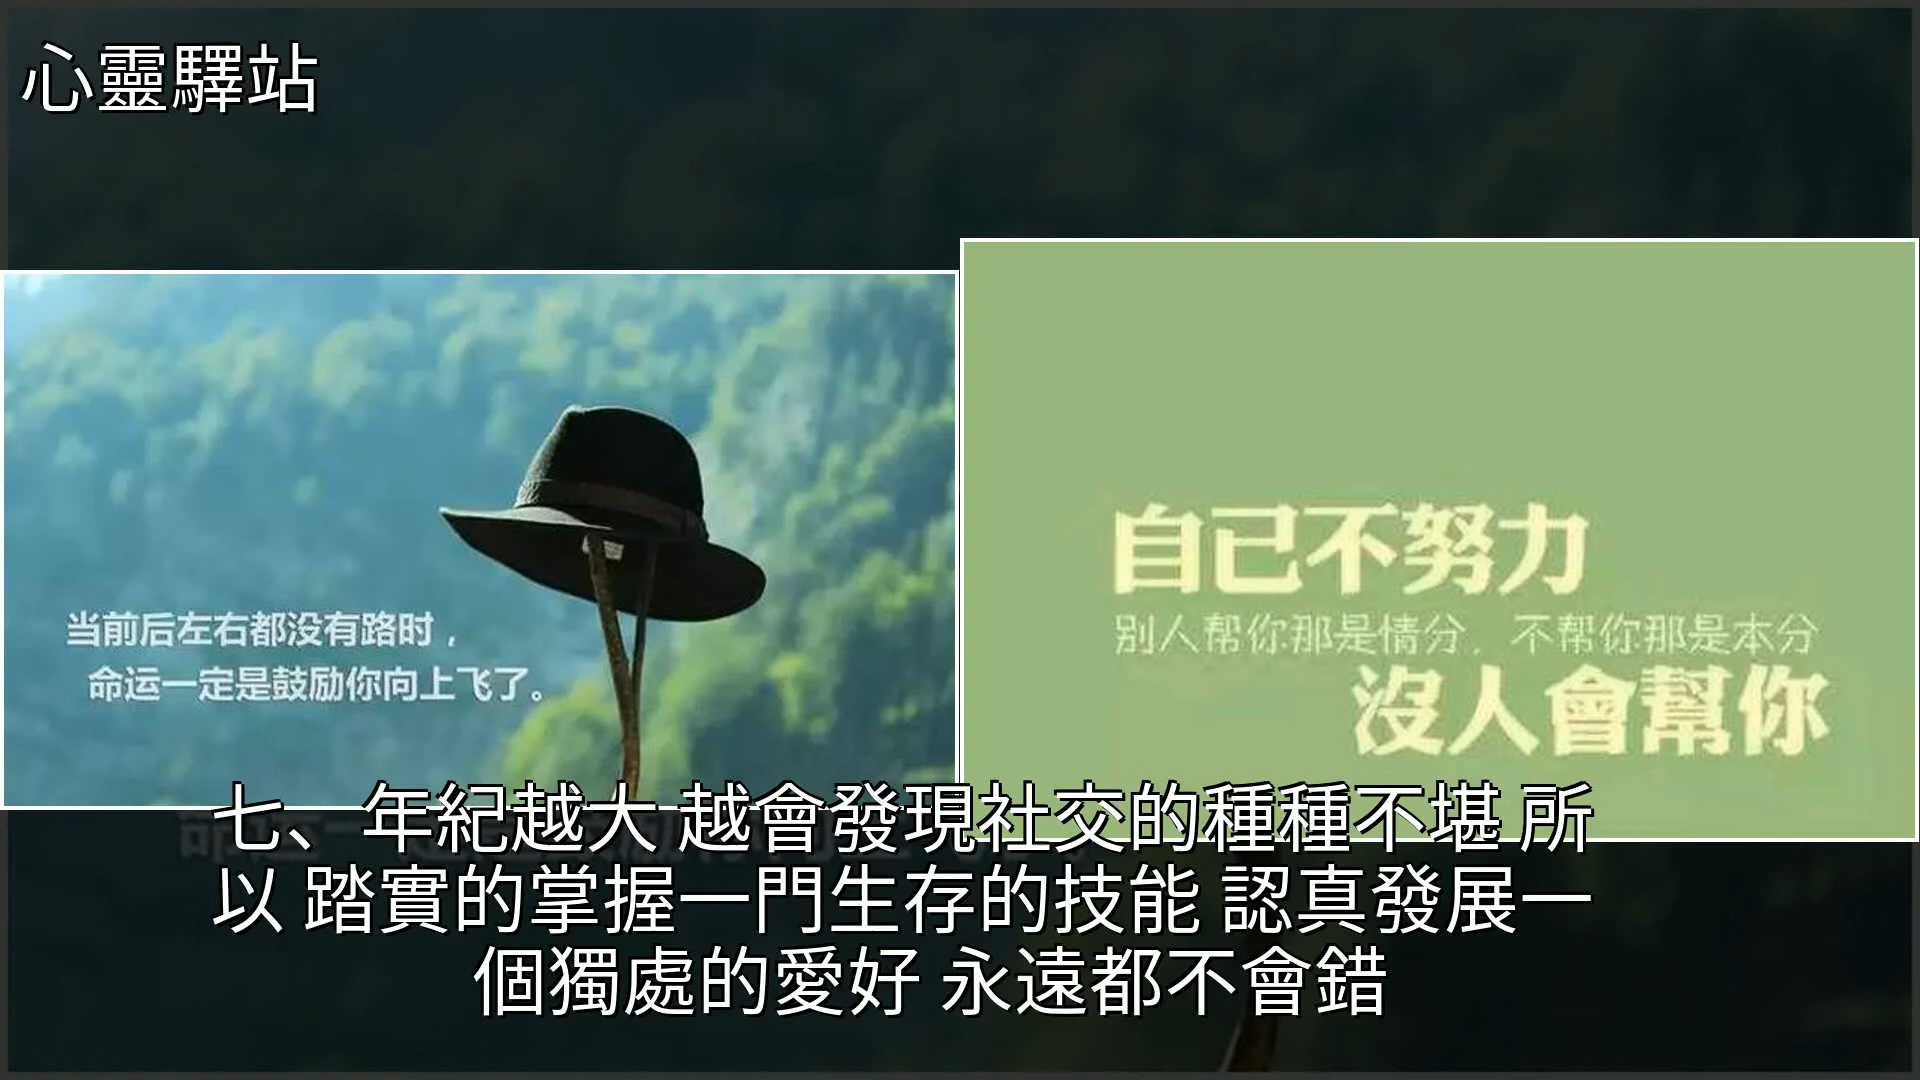 心靈驛站
当前后左右都没有路时，
命运一定是鼓励你向上飞了。
自己不努力
别人帮你那是情分，不帮你那是本分
沒人會幫你
七、年紀越大 越會發現社交的種種不堪 所
以 踏實的掌握一門生存的技能 認真發展一
個獨處的愛好 永遠都不會錯